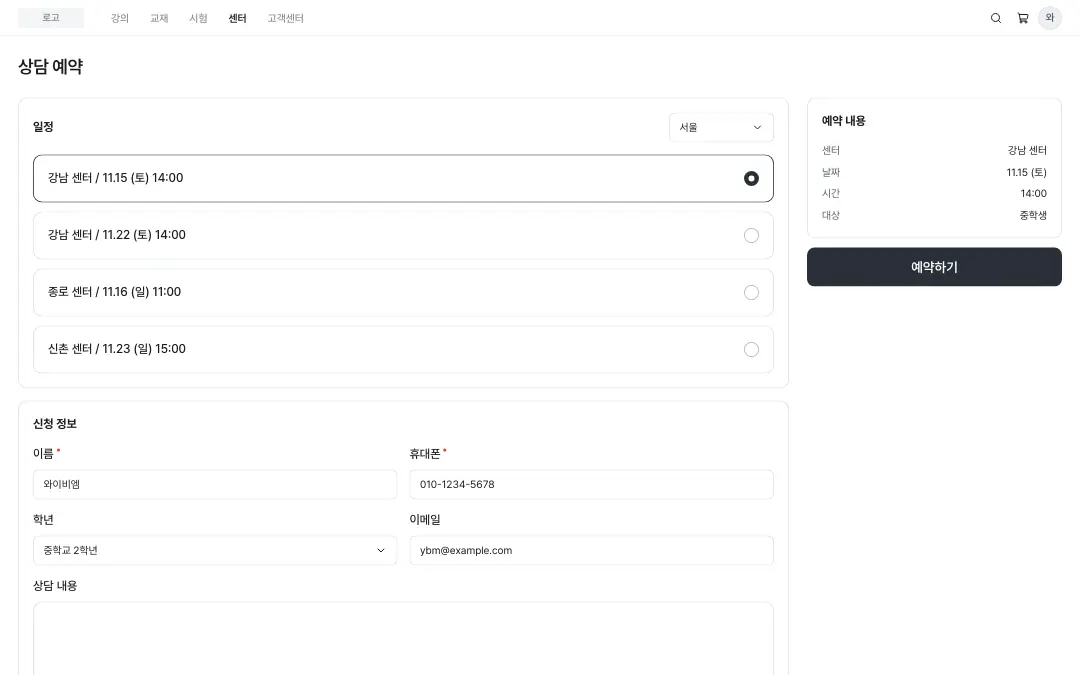 로고 강의 교재 시험 센터 고객센터 와
상담 예약
일정 서울
강남 센터 / 11.15 (토) 14:00
강남 센터 / 11.22 (토) 14:00
종로 센터 / 11.16 (일) 11:00
신촌 센터 / 11.23 (일) 15:00
신청 정보
이름 * 휴대폰 *
와이비엠 010-1234-5678
학년 이메일
중학교 2학년 ybm@example.com
상담 내용
예약 내용
센터 강남 센터
날짜 11.15 (토)
시간 14:00
대상 중학생
예약하기